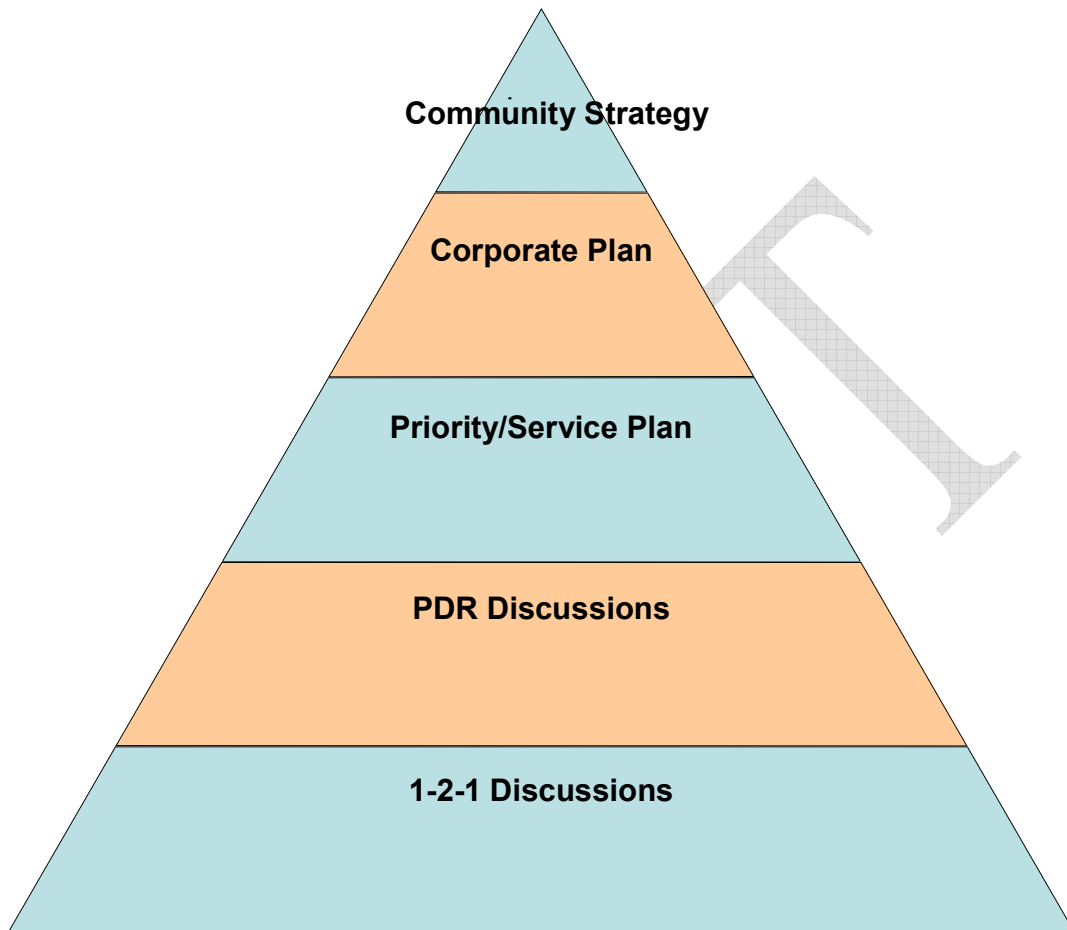 Community Strategy
Corporate Plan
Priority/Service Plan
PDR Discussions
1-2-1 Discussions
T